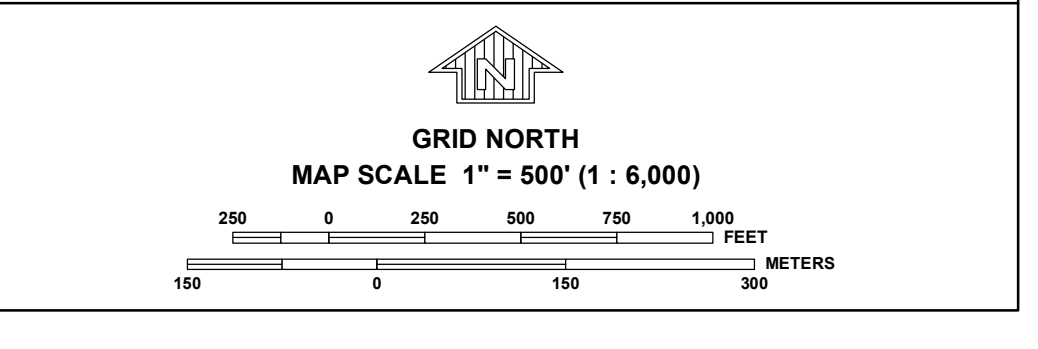 N
GRID NORTH
MAP SCALE 1" = 500' (1 : 6,000)
250 0 250 500 750 1,000
FEET
METERS
150 0 150 300